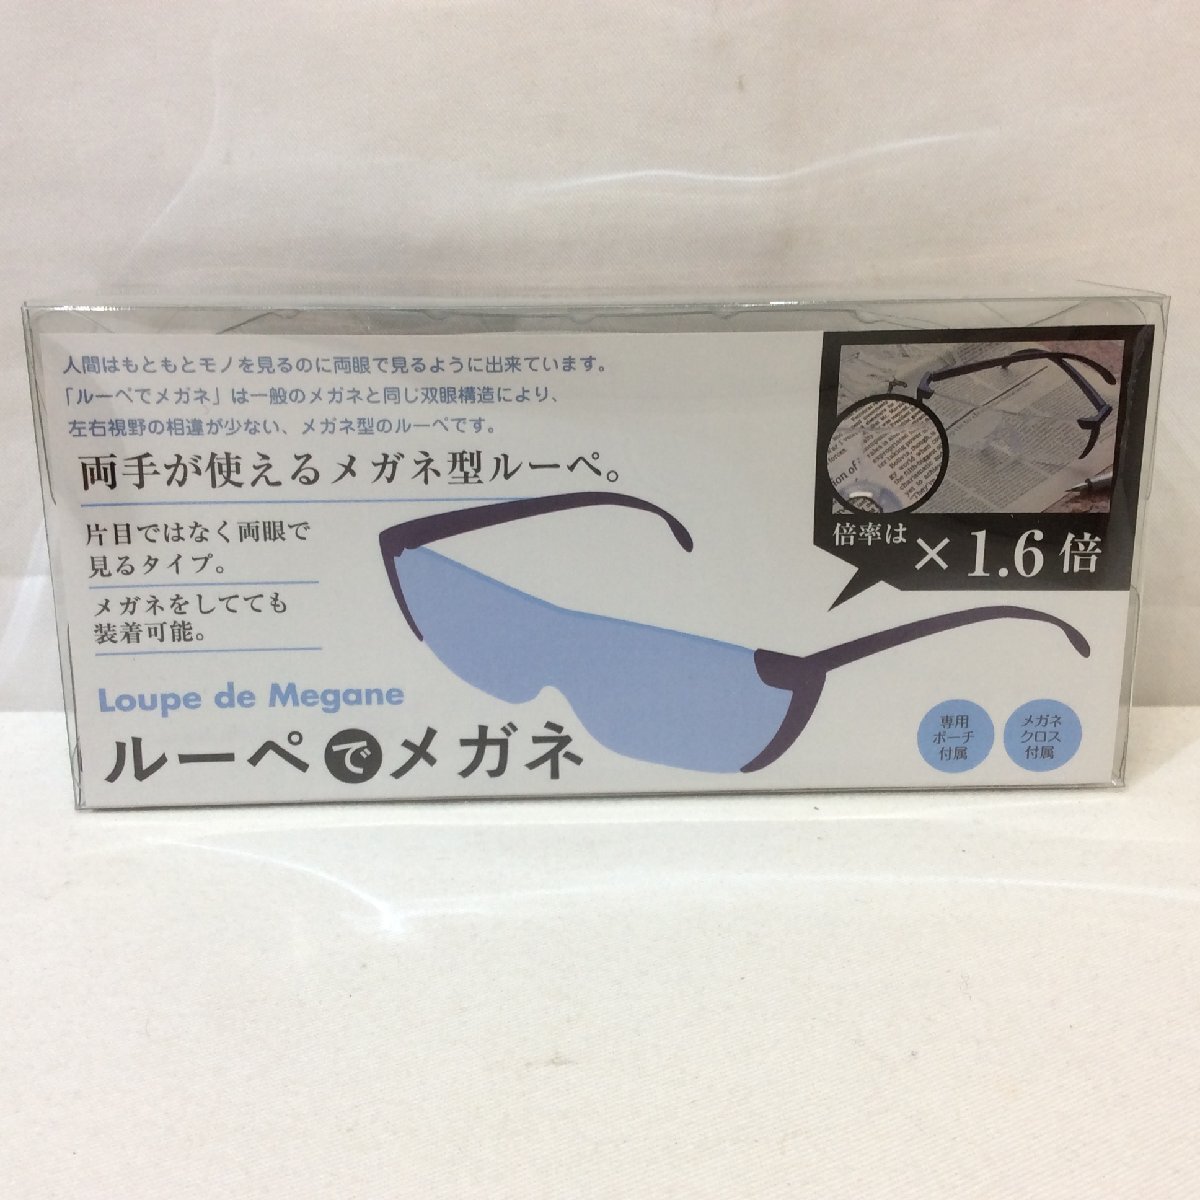 人間はもともとモノを見るのに両眼で見るように出来ています。
「ルーペでメガネ」は一般のメガネと同じ双眼構造により、
左右視野の相違が少ない、メガネ型のルーペです。
両手が使えるメガネ型ルーペ。
片目ではなく両眼で
見るタイプ。
メガネをしてても
装着可能。
Loupe de Megane
ルーペでメガネ
倍率は×1.6倍
専用
ポーチ
付属
メガネ
クロス
付属